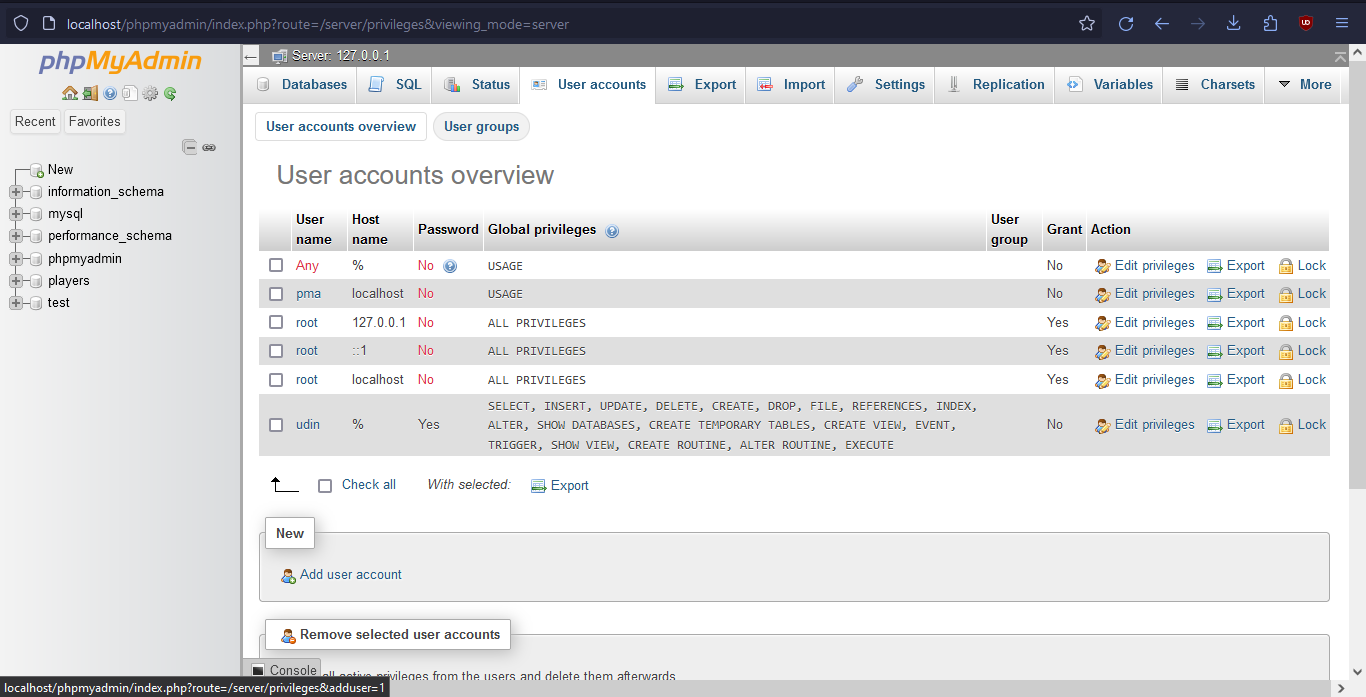 localhost/phpmyadmin/index.php?route=/server/privileges&viewing_mode=server
phpMyAdmin
Recent Favorites
New
information_schema
mysql
performance_schema
phpmyadmin
players
test
Server: 127.0.0.1
Databases SQL Status User accounts Export Import Settings Replication Variables Charsets More
User accounts overview User groups
User accounts overview
User name Host name Password Global privileges User group Grant Action
Any % No USAGE No Edit privileges Export Lock
pma localhost No USAGE No Edit privileges Export Lock
root 127.0.0.1 No ALL PRIVILEGES Yes Edit privileges Export Lock
root ::1 No ALL PRIVILEGES Yes Edit privileges Export Lock
root localhost No ALL PRIVILEGES Yes Edit privileges Export Lock
SELECT, INSERT, UPDATE, DELETE, CREATE, DROP, FILE, REFERENCES, INDEX,
udin % Yes ALTER, SHOW DATABASES, CREATE TEMPORARY TABLES, CREATE VIEW, EVENT, No Edit privileges Export Lock
TRIGGER, SHOW VIEW, CREATE ROUTINE, ALTER ROUTINE, EXECUTE
Check all With selected: Export
New
Add user account
Remove selected user accounts
Console
active privileges from the users and delete them afterwards
localhost/phpmyadmin/index.php?route=/server/privileges&adduser=1